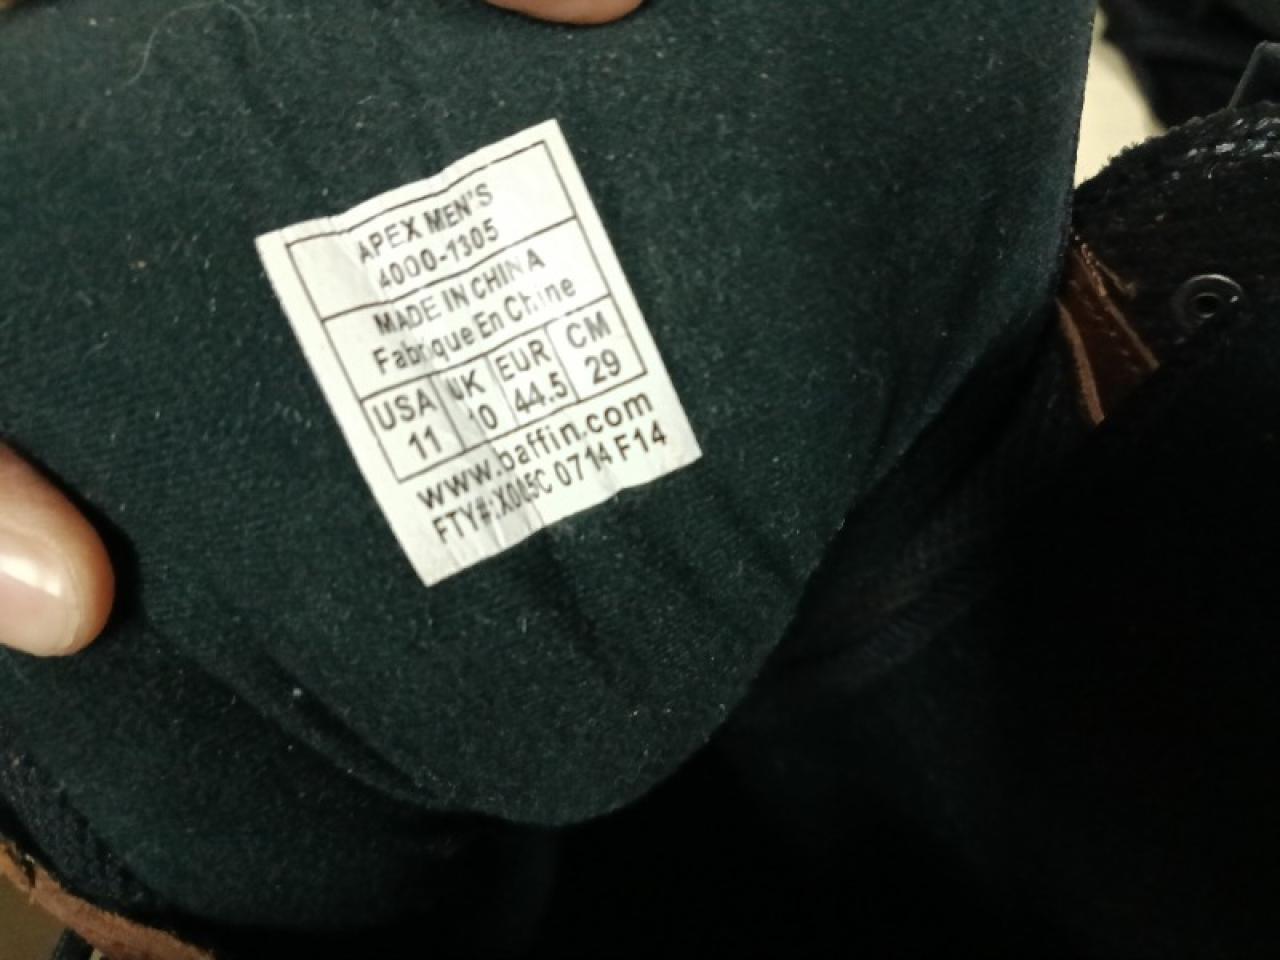 APEX MEN'S
4000-1305
MADE IN CHINA
Fabrique En Chine
USA UK EUR CM
11 10 44.5 29
www.baffin.com
FTY#:X005C 0714 F14